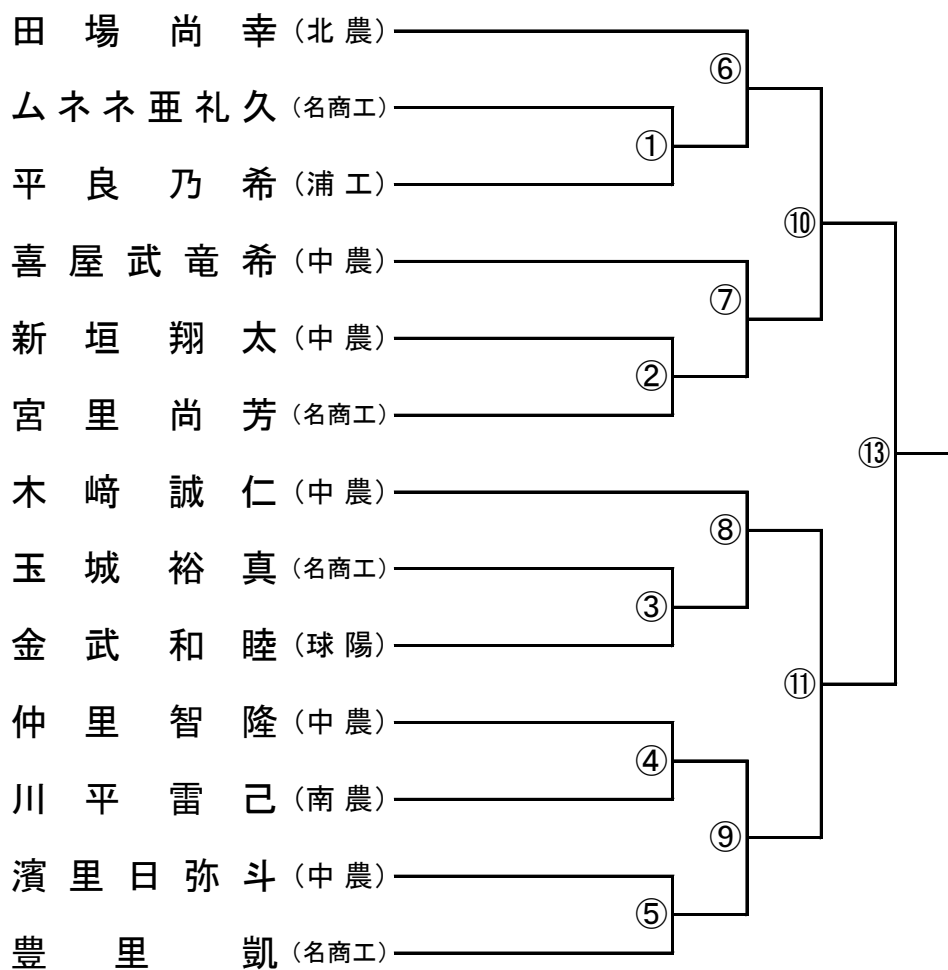 田場尚幸(北農)
⑥
ムネネ亜礼久(名商工)
①
平良乃希(浦工)
⑩
喜屋武竜希(中農)
⑦
新垣翔太(中農)
②
宮里尚芳(名商工)
⑬
木﨑誠仁(中農)
⑧
玉城裕真(名商工)
③
金武和睦(球陽)
⑪
仲里智隆(中農)
④
川平雷己(南農)
⑨
濱里日弥斗(中農)
⑤
豊里凱(名商工)